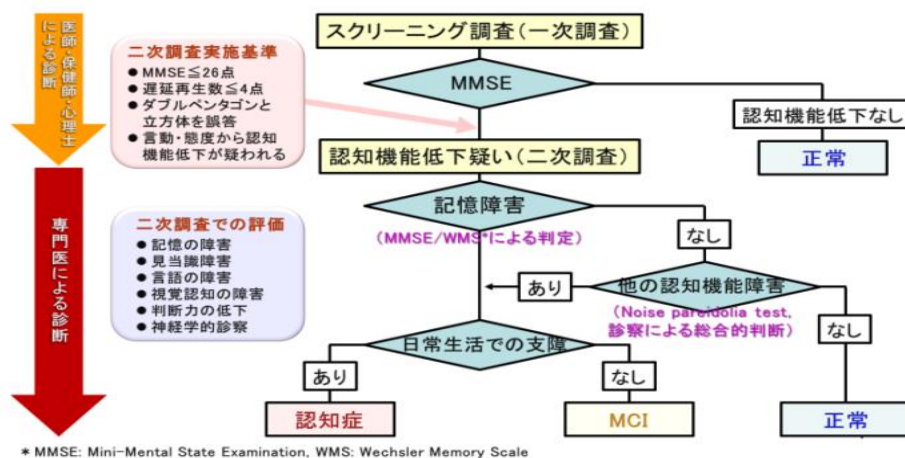 医師・保健師・心理士
による診断
二次調査実施基準
● MMSE≦26点
● 遅延再生数≦4点
● ダブルペンタゴンと
立方体を誤答
● 言動・態度から認知
機能低下が疑われる
スクリーニング調査(一次調査)
MMSE
認知機能低下なし
正常
認知機能低下疑い(二次調査)
専門医による診断
二次調査での評価
● 記憶の障害
● 見当識障害
● 言語の障害
● 視覚認知の障害
● 判断力の低下
● 神経学的診察
記憶障害
(MMSE/WMS*による判定)
なし
あり
他の認知機能障害
(Noise pareidolia test,
診察による総合的判断)
なし
日常生活での支障
あり
なし
認知症
MCI
正常
* MMSE: Mini-Mental State Examination, WMS: Wechsler Memory Scale